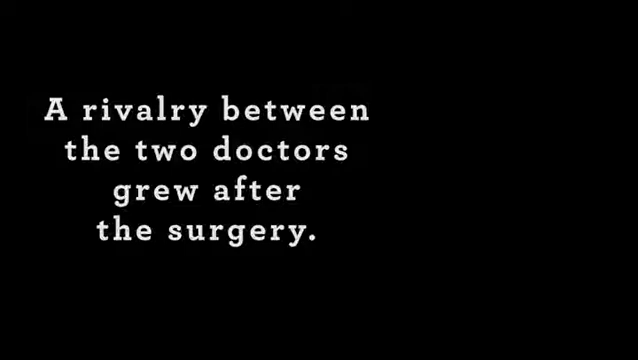 A rivalry between
the two doctors
grew after
the surgery.